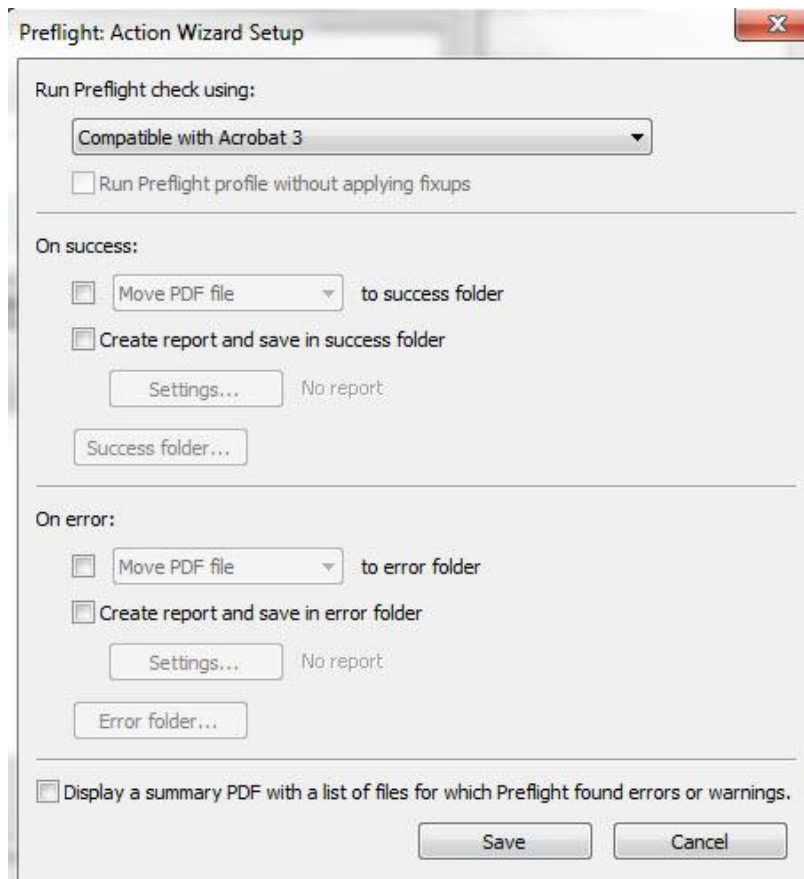 Preflight: Action Wizard Setup
Run Preflight check using:
Compatible with Acrobat 3
Run Preflight profile without applying fixups
On success:
Move PDF file to success folder
Create report and save in success folder
Settings... No report
Success folder...
On error:
Move PDF file to error folder
Create report and save in error folder
Settings... No report
Error folder...
Display a summary PDF with a list of files for which Preflight found errors or warnings.
Save Cancel